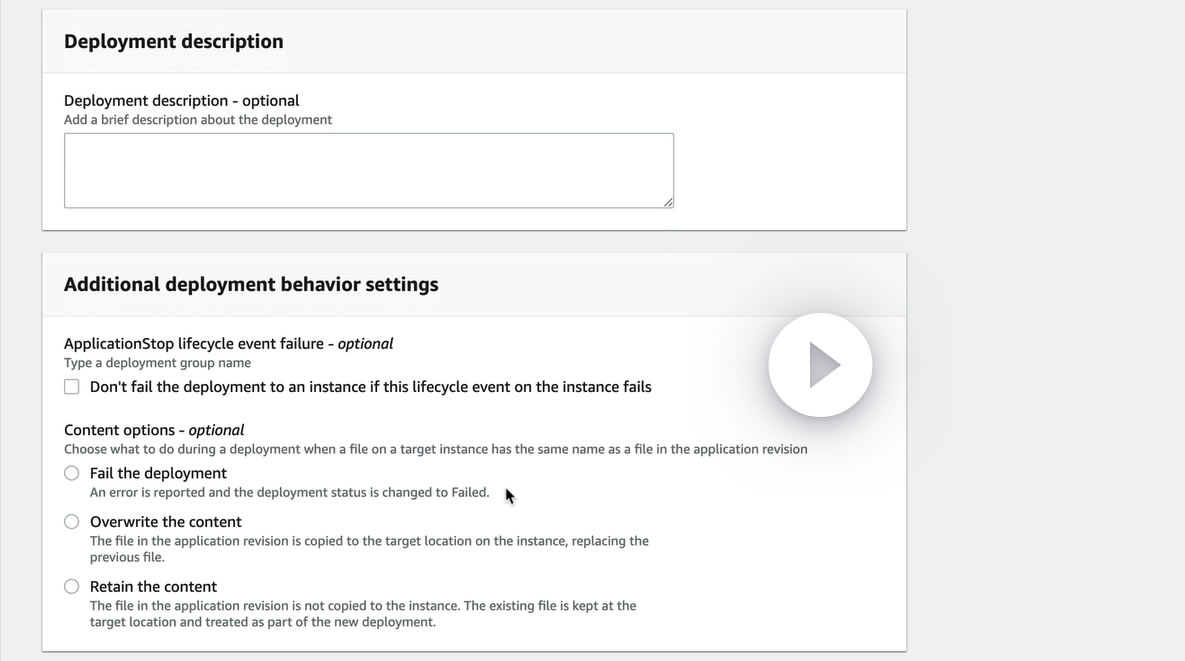 Deployment description
Deployment description - optional
Add a brief description about the deployment
Additional deployment behavior settings
ApplicationStop lifecycle event failure - optional
Type a deployment group name
Don't fail the deployment to an instance if this lifecycle event on the instance fails
Content options - optional
Choose what to do during a deployment when a file on a target instance has the same name as a file in the application revision
Fail the deployment
An error is reported and the deployment status is changed to Failed.
Overwrite the content
The file in the application revision is copied to the target location on the instance, replacing the
previous file.
Retain the content
The file in the application revision is not copied to the instance. The existing file is kept at the
target location and treated as part of the new deployment.